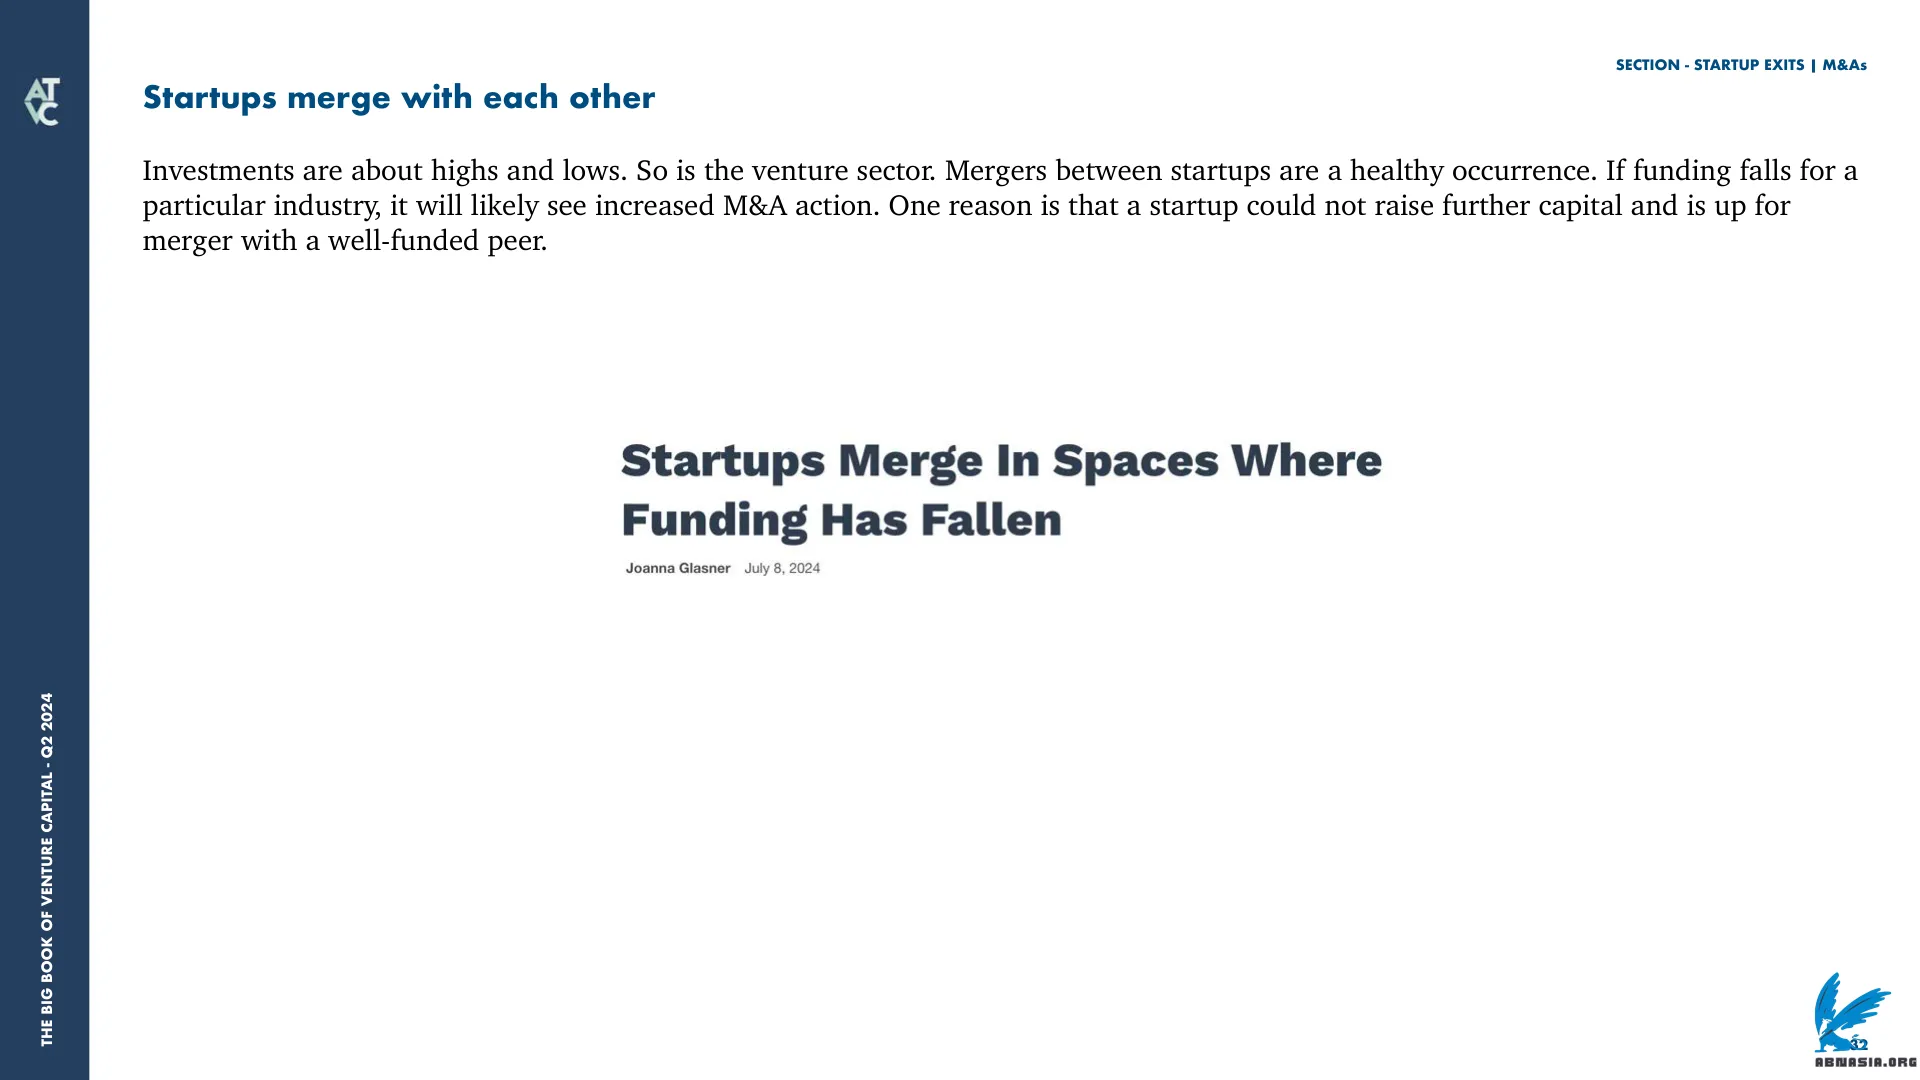 SECTION - STARTUP EXITS | M&As
AT
VC
Startups merge with each other
Investments are about highs and lows. So is the venture sector. Mergers between startups are a healthy occurrence. If funding falls for a
particular industry, it will likely see increased M&A action. One reason is that a startup could not raise further capital and is up for
merger with a well-funded peer.
Startups Merge In Spaces Where
Funding Has Fallen
Joanna Glasner July 8, 2024
THE BIG BOOK OF VENTURE CAPITAL - Q2 2024
32
ABNASIA.ORG